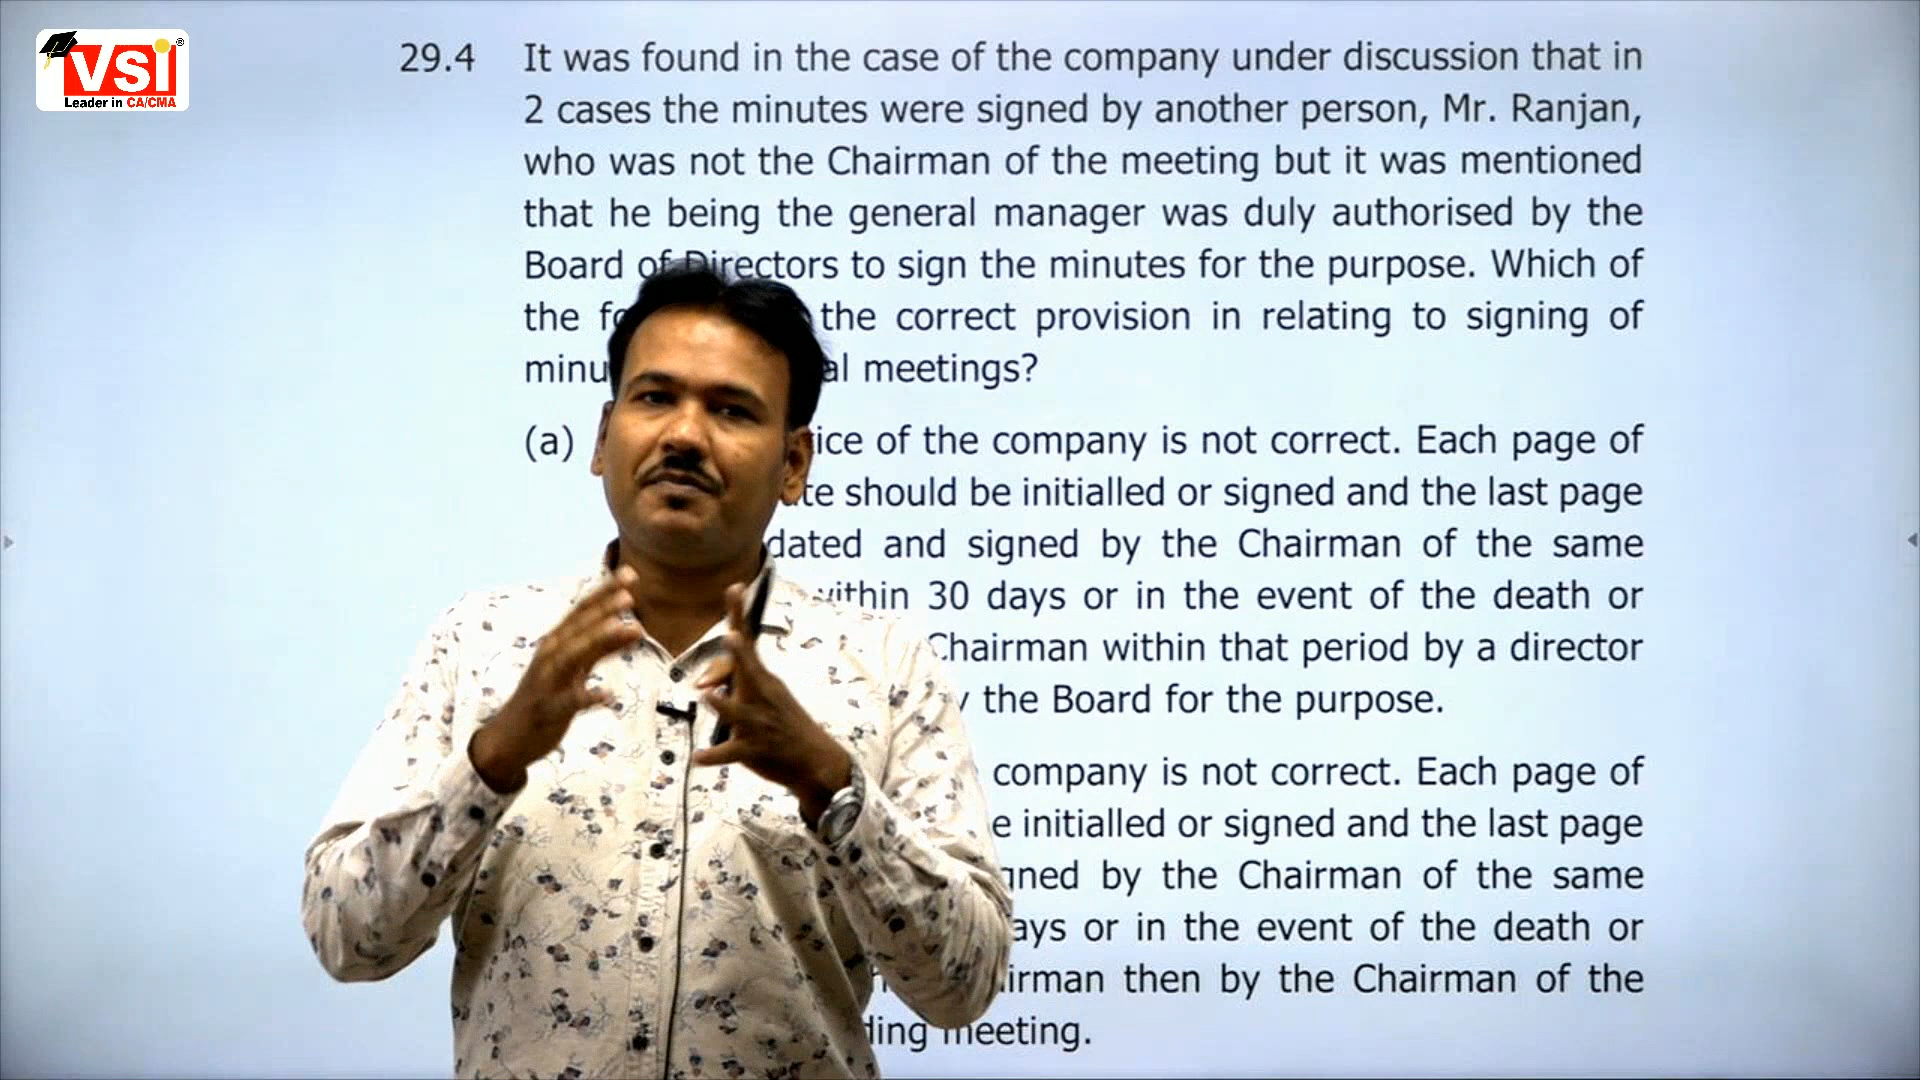 VSI
®
Leader in CA/CMA
29.4 It was found in the case of the company under discussion that in
2 cases the minutes were signed by another person, Mr. Ranjan,
who was not the Chairman of the meeting but it was mentioned
that he being the general manager was duly authorised by the
Board of Directors to sign the minutes for the purpose. Which of
the the correct provision in relating to signing of
meetings?
(a) of the company is not correct. Each page of
should be initialled or signed and the last page
dated and signed by the Chairman of the same
within 30 days or in the event of the death or
Chairman within that period by a director
the Board for the purpose.
company is not correct. Each page of
initialled or signed and the last page
by the Chairman of the same
or in the event of the death or
then by the Chairman of the
meeting.